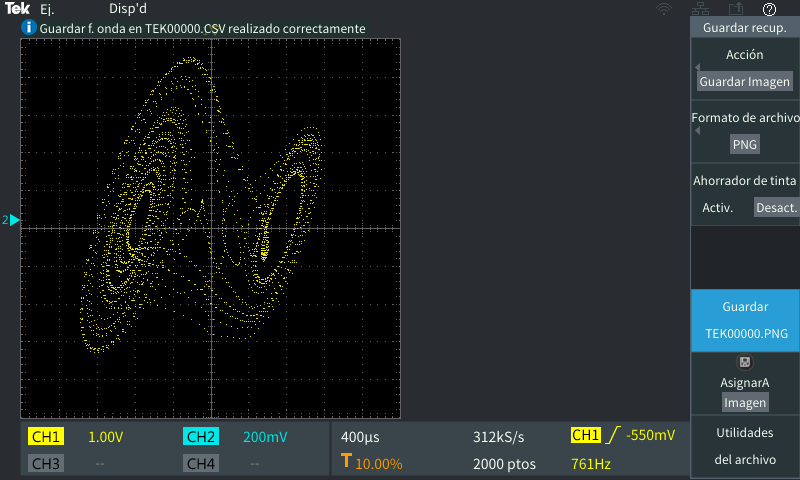 Tek Ej. Disp'd
Guardar f. onda en TEK00000.CSV realizado correctamente
Guardar recup.
Acción
Guardar Imagen
Formato de archivo
PNG
Ahorrador de tinta
Activ. Desact.
2
Guardar
TEK00000.PNG
AsignarA
Imagen
Utilidades
del archivo
CH1 1.00V CH2 200mV 400µs 312kS/s CH1 -550mV
CH3 -- CH4 -- T 10.00% 2000 ptos 761Hz